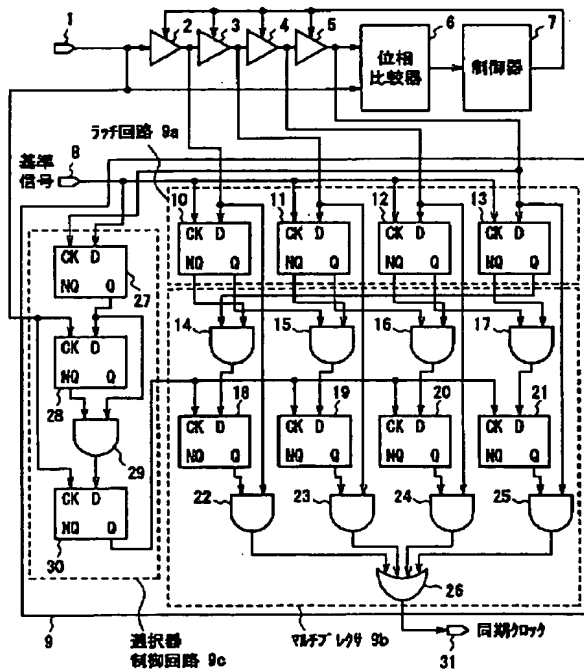 1
2
3
4
5
6
7
位相
比較器
制御器
ラッチ回路 9a
基準
信号
8
10
11
12
13
CK D
NQ Q
CK D
NQ Q
CK D
NQ Q
CK D
NQ Q
CK D
NQ Q
27
14
15
16
17
CK D
NQ Q
28
18
19
20
21
CK D
NQ Q
CK D
NQ Q
CK D
NQ Q
CK D
NQ Q
29
22
23
24
25
CK D
NQ Q
30
26
9
選択器
制御回路 9c
マルチプレクサ 9b
同期クロック
31